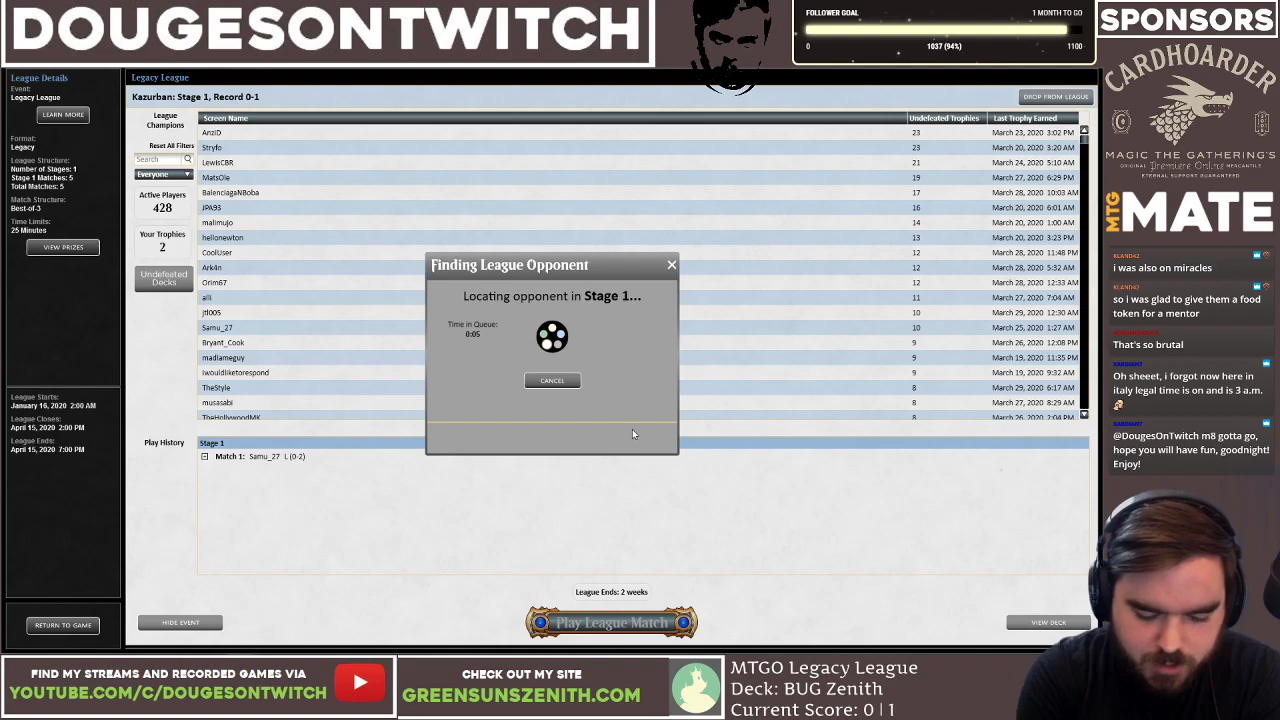 DOUGESONTWITCH
FOLLOWER GOAL 1 MONTH TO GO
0 1037 (94%) 1100
SPONSORS
CARDHOARDER
MAGIC THE GATHERING'S
ORIGINAL Premiere Online MERCANTILE
ETERNAL SUPPORT GUARANTEED
MTG MATE
League Details
Event:
Legacy League
LEARN MORE
Format:
Legacy
League Structure:
Number of Stages: 1
Stage 1 Matches: 5
Total Matches: 5
Match Structure:
Best-of-3
Time Limits:
25 Minutes
VIEW PRIZES
League Starts:
January 16, 2020 2:00 AM
League Closes:
April 15, 2020 2:00 PM
League Ends:
April 15, 2020 7:00 PM
RETURN TO GAME
Legacy League
Kazurban: Stage 1, Record 0-1
DROP FROM LEAGUE
League
Champions
Reset All Filters
Search
Everyone
Active Players
428
Your Trophies
2
Undefeated
Decks
Screen Name Undefeated Trophies Last Trophy Earned
AnziD 23 March 23, 2020 3:02 PM
Stryfo 23 March 20, 2020 3:20 AM
LewisCBR 21 March 24, 2020 5:10 AM
MatsOle 19 March 27, 2020 6:29 PM
BalenciagaNBoba 17 March 28, 2020 10:03 AM
JPA93 16 March 20, 2020 6:01 AM
malimujo 14 March 20, 2020 1:00 AM
hellonewton 13 March 20, 2020 3:23 PM
CoolUser 12 March 28, 2020 11:48 PM
Ark4n 12 March 28, 2020 5:32 AM
Orim67 12 March 28, 2020 12:33 AM
alli 11 March 27, 2020 7:04 AM
jtl005 10 March 29, 2020 12:30 AM
Samu_27 10 March 25, 2020 1:27 AM
Bryant_Cook 9 March 26, 2020 12:08 PM
madlameguy 9 March 19, 2020 11:35 PM
iwouldliketorespond 9 March 19, 2020 9:32 AM
TheStyle 8 March 29, 2020 6:17 AM
musasabi 8 March 27, 2020 8:29 AM
TheHollywoodMK 8 March 26, 2020 2:04 PM
Finding League Opponent
Locating opponent in Stage 1...
Time in Queue:
0:05
CANCEL
Play History
Stage 1
Match 1: Samu_27 L (0-2)
League Ends: 2 weeks
HIDE EVENT
Play League Match
VIEW DECK
KLAND42
i was also on miracles
KLAND42
so i was glad to give them a food
token for a mentor
That's so brutal
Oh sheeet, i forgot now here in
italy legal time is on and is 3 a.m.
@DougesOnTwitch m8 gotta go,
hope you will have fun, goodnight!
Enjoy!
FIND MY STREAMS AND RECORDED GAMES VIA
YOUTUBE.COM/C/DOUGESONTWITCH
CHECK OUT MY SITE
GREENSUNSZENITH.COM
MTGO Legacy League
Deck: BUG Zenith
Current Score: 0 | 1